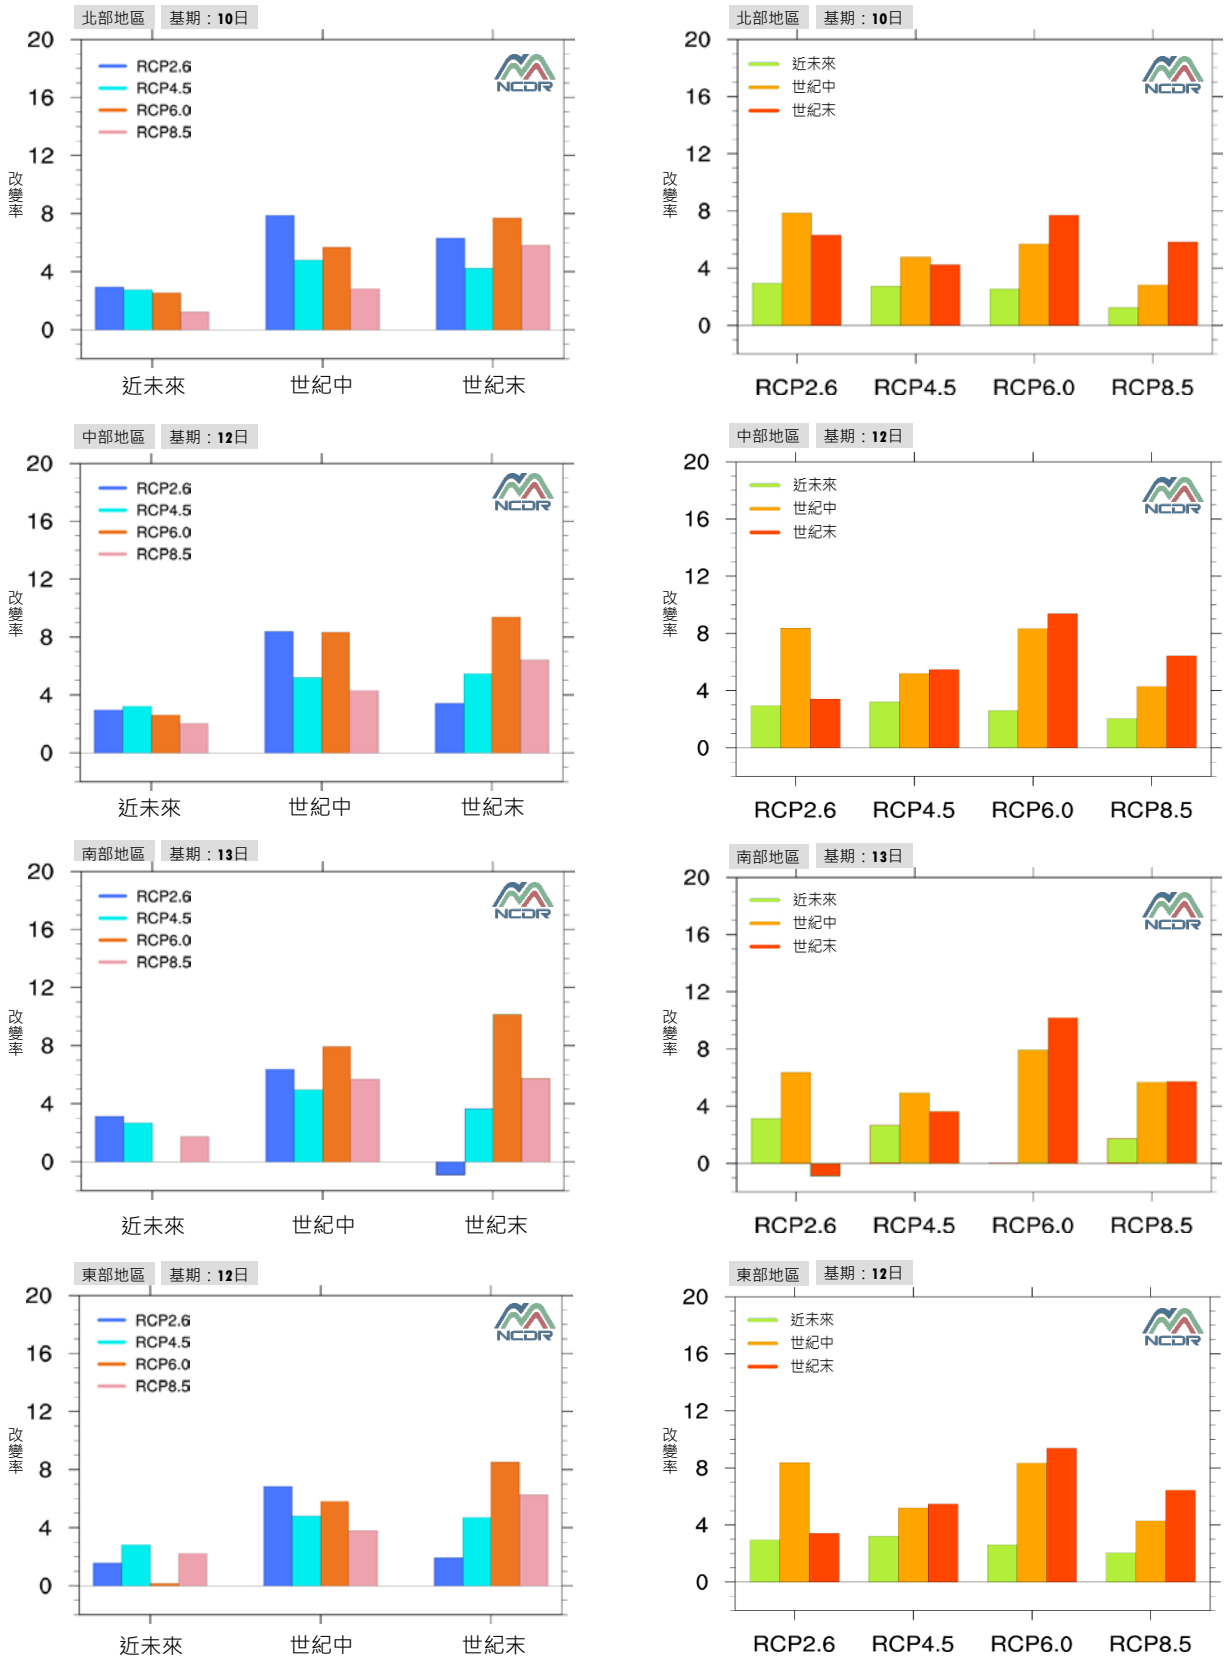 北部地區 基期：10日
20
16
12
8
4
0
改變率
RCP2.6
RCP4.5
RCP6.0
RCP8.5
NCDR
近未來 世紀中 世紀末
北部地區 基期：10日
20
16
12
8
4
0
改變率
近未來
世紀中
世紀末
NCDR
RCP2.6 RCP4.5 RCP6.0 RCP8.5
中部地區 基期：12日
20
16
12
8
4
0
改變率
RCP2.6
RCP4.5
RCP6.0
RCP8.5
NCDR
近未來 世紀中 世紀末
中部地區 基期：12日
20
16
12
8
4
0
改變率
近未來
世紀中
世紀末
NCDR
RCP2.6 RCP4.5 RCP6.0 RCP8.5
南部地區 基期：13日
20
16
12
8
4
0
改變率
RCP2.6
RCP4.5
RCP6.0
RCP8.5
NCDR
近未來 世紀中 世紀末
南部地區 基期：13日
20
16
12
8
4
0
改變率
近未來
世紀中
世紀末
NCDR
RCP2.6 RCP4.5 RCP6.0 RCP8.5
東部地區 基期：12日
20
16
12
8
4
0
改變率
RCP2.6
RCP4.5
RCP6.0
RCP8.5
NCDR
近未來 世紀中 世紀末
東部地區 基期：12日
20
16
12
8
4
0
改變率
近未來
世紀中
世紀末
NCDR
RCP2.6 RCP4.5 RCP6.0 RCP8.5